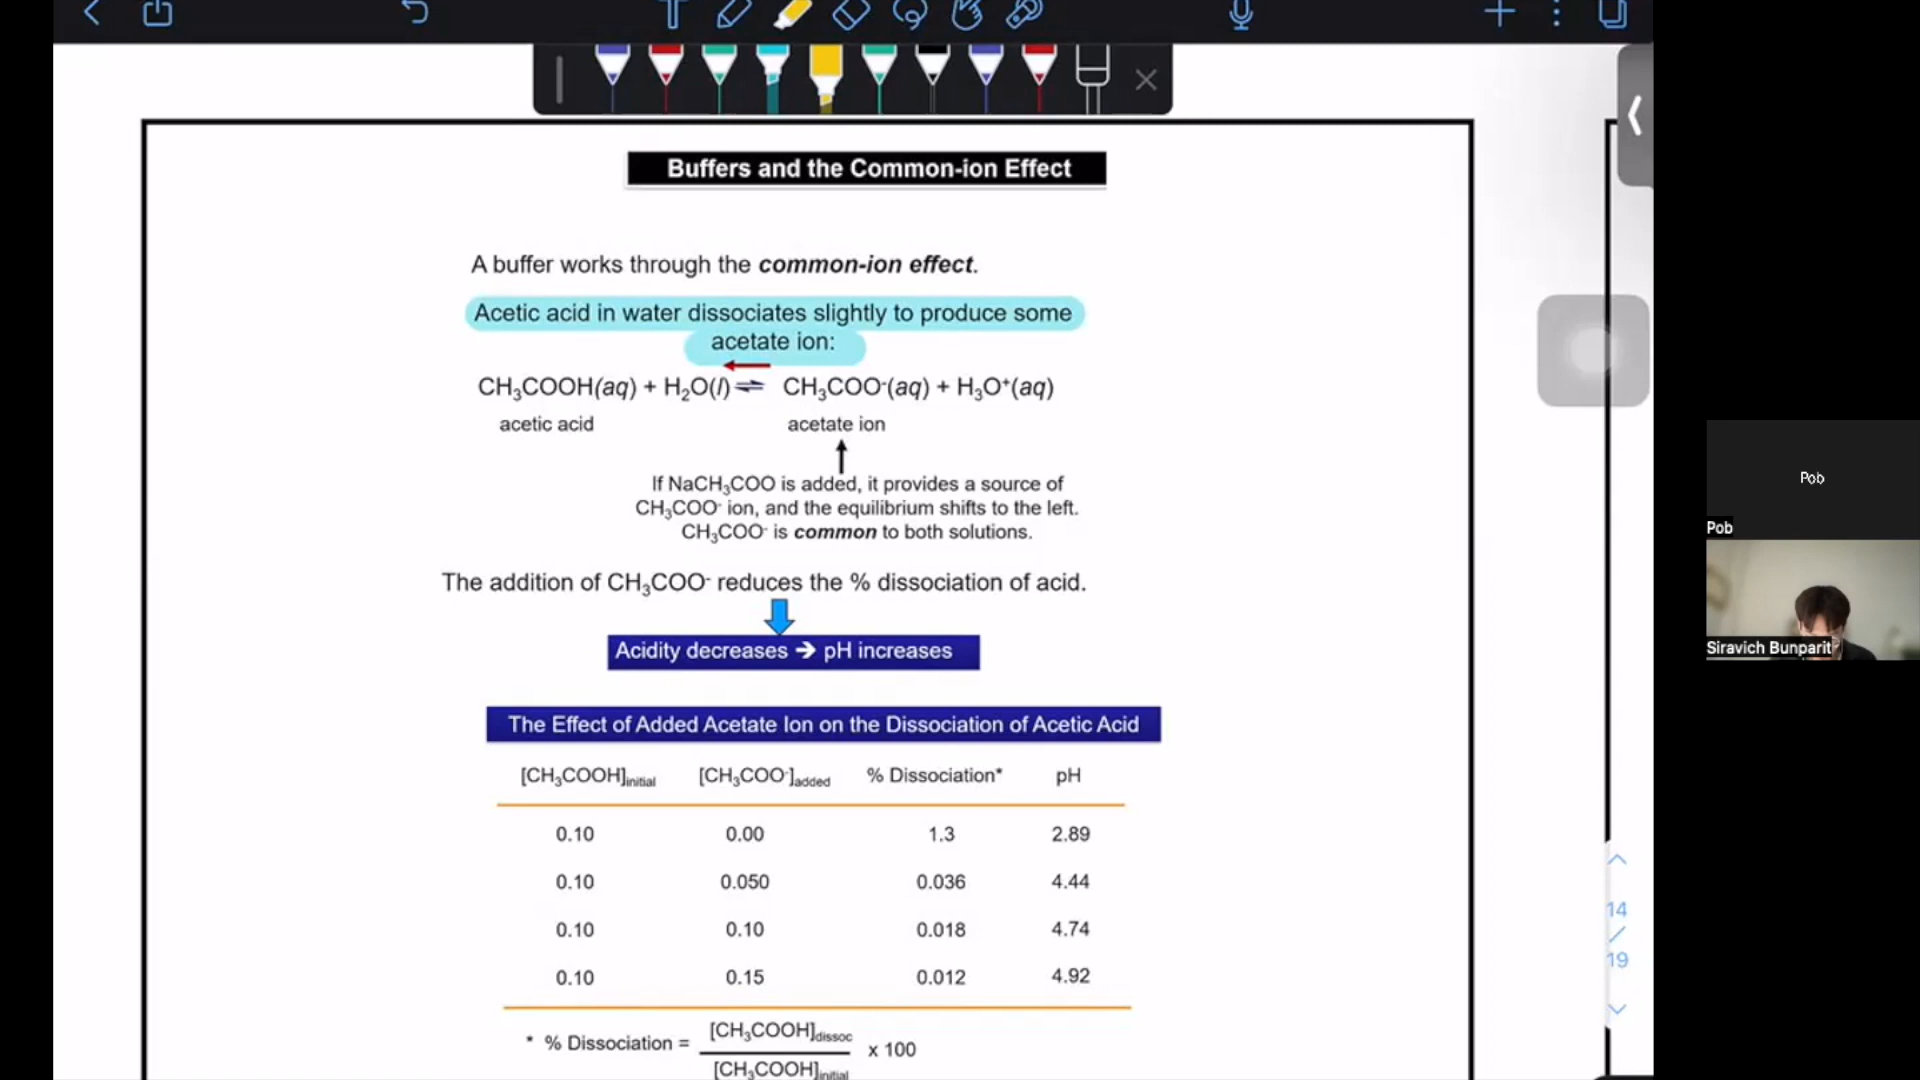 Buffers and the Common-ion Effect
A buffer works through the common-ion effect.
Acetic acid in water dissociates slightly to produce some
acetate ion:
CH₃COOH(aq) + H₂O(l) ⇌ CH₃COO⁻(aq) + H₃O⁺(aq)
acetic acid acetate ion
If NaCH₃COO is added, it provides a source of
CH₃COO⁻ ion, and the equilibrium shifts to the left.
CH₃COO⁻ is common to both solutions.
The addition of CH₃COO⁻ reduces the % dissociation of acid.
Acidity decreases → pH increases
The Effect of Added Acetate Ion on the Dissociation of Acetic Acid
[CH₃COOH]initial [CH₃COO⁻]added % Dissociation* pH
0.10 0.00 1.3 2.89
0.10 0.050 0.036 4.44
0.10 0.10 0.018 4.74
0.10 0.15 0.012 4.92
* % Dissociation = [CH₃COOH]dissoc x 100
[CH₃COOH]initial
14
/
19
Pob
Pob
Siravich Bunparit